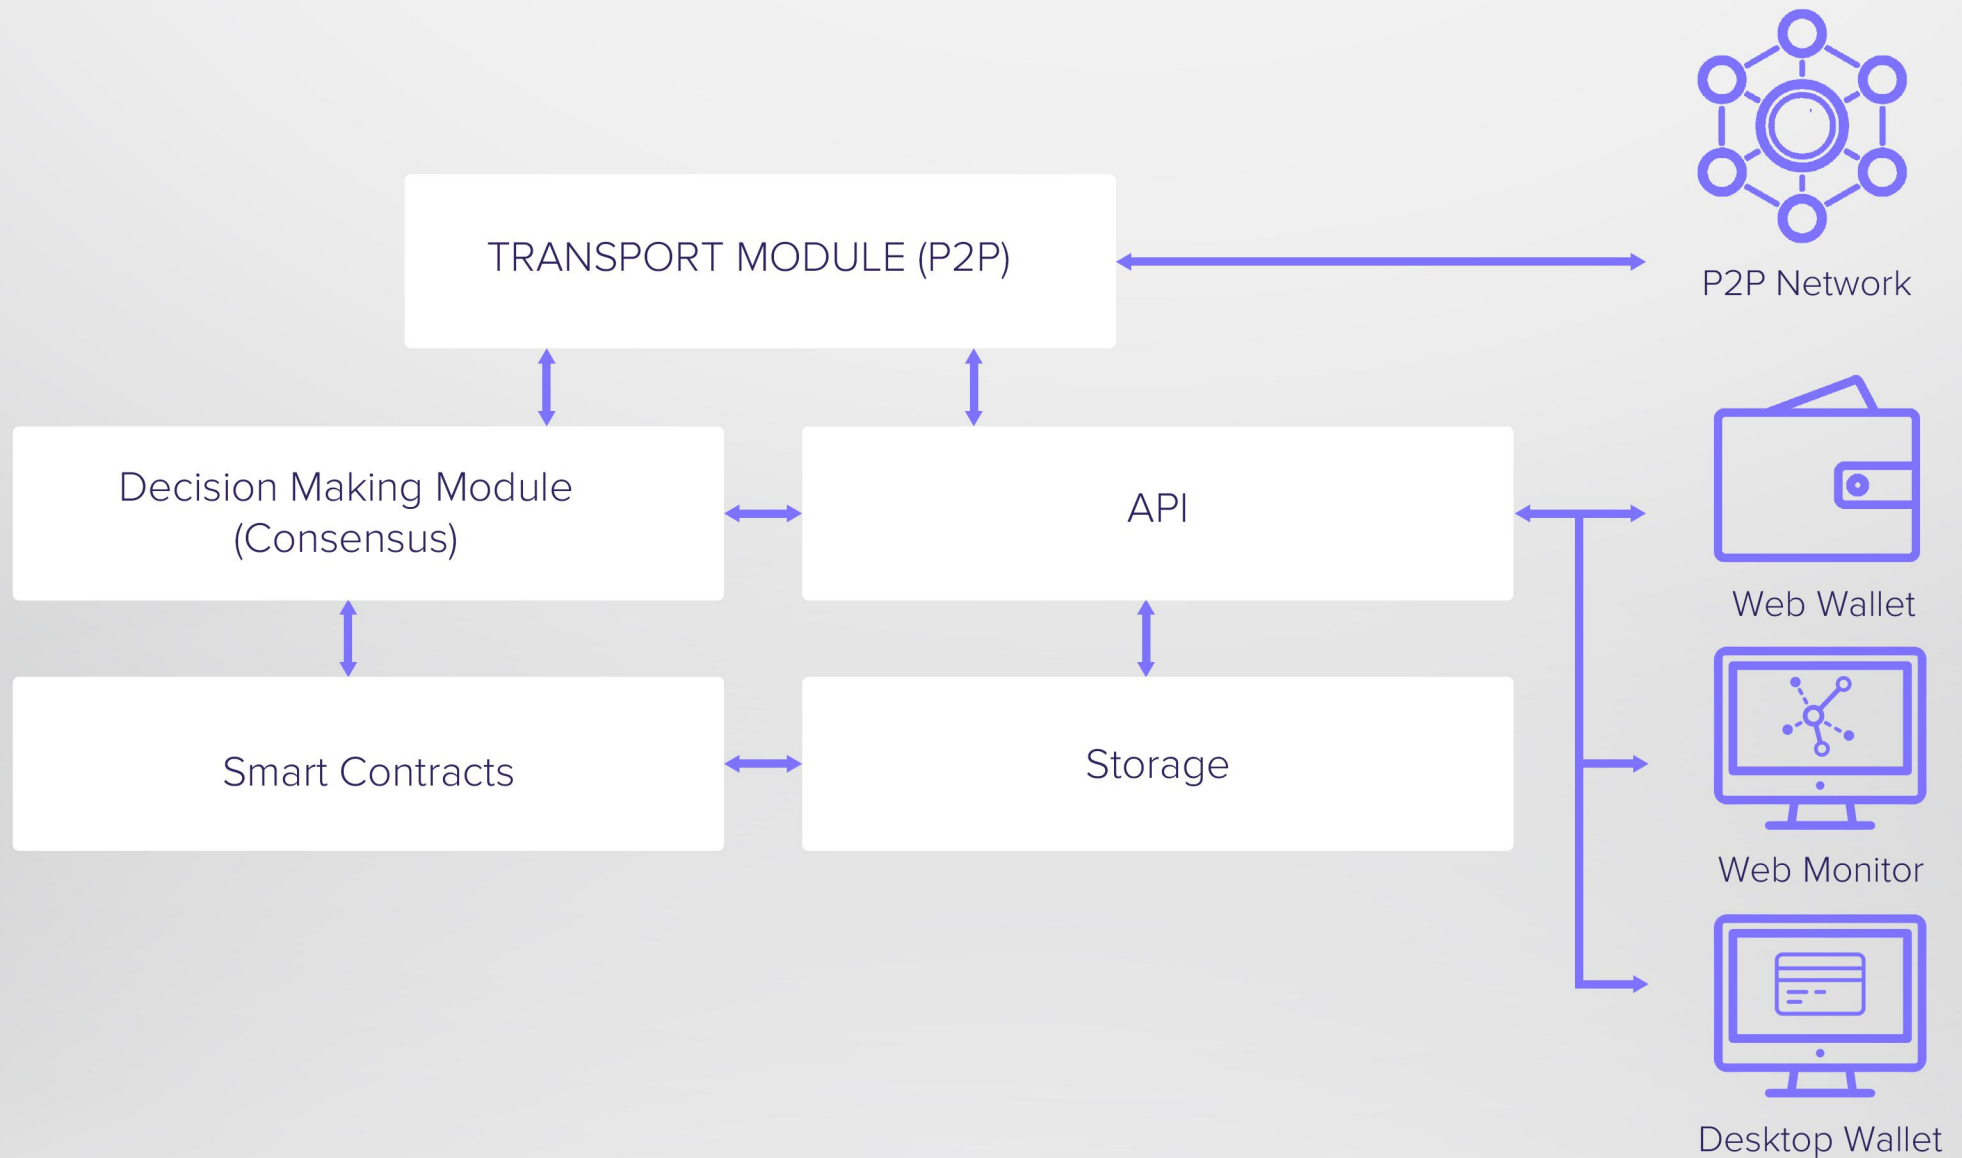 TRANSPORT MODULE (P2P)
P2P Network
Decision Making Module
(Consensus)
API
Web Wallet
Smart Contracts
Storage
Web Monitor
Desktop Wallet